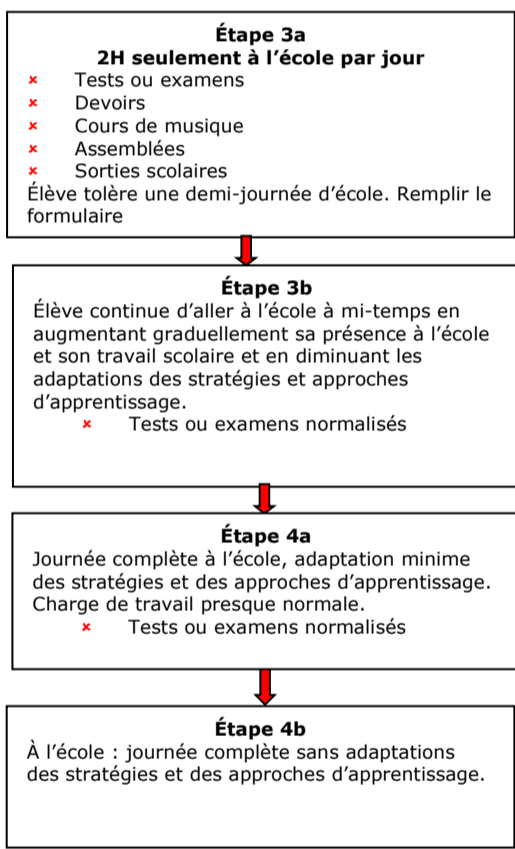 Étape 3a
2H seulement à l’école par jour
× Tests ou examens
× Devoirs
× Cours de musique
× Assemblées
× Sorties scolaires
Élève tolère une demi-journée d’école. Remplir le
formulaire
Étape 3b
Élève continue d’aller à l’école à mi-temps en
augmentant graduellement sa présence à l’école
et son travail scolaire et en diminuant les
adaptations des stratégies et approches
d’apprentissage.
× Tests ou examens normalisés
Étape 4a
Journée complète à l’école, adaptation minime
des stratégies et des approches d’apprentissage.
Charge de travail presque normale.
× Tests ou examens normalisés
Étape 4b
À l’école : journée complète sans adaptations
des stratégies et des approches d’apprentissage.